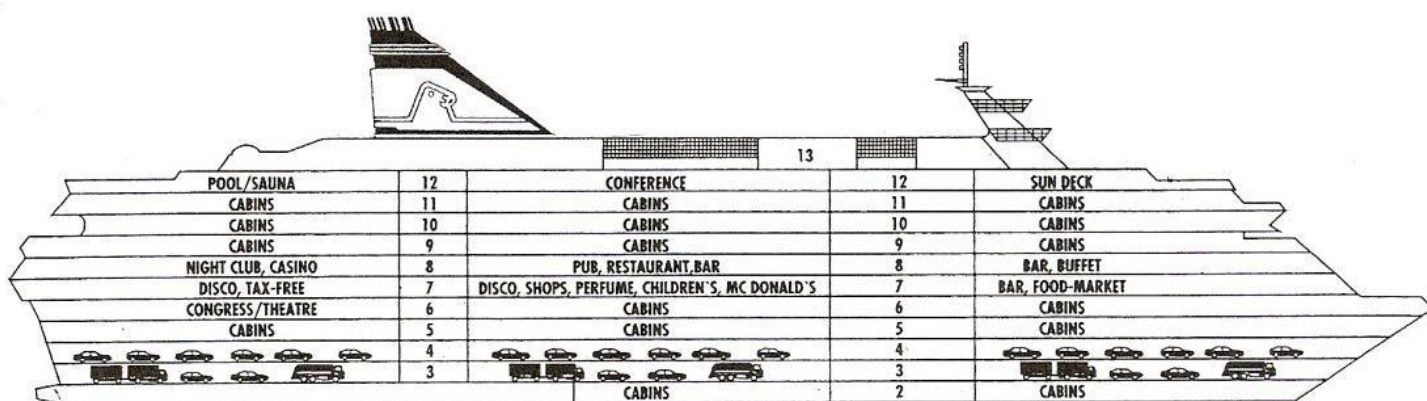 13
POOL/SAUNA 12 CONFERENCE 12 SUN DECK
CABINS 11 CABINS 11 CABINS
CABINS 10 CABINS 10 CABINS
CABINS 9 CABINS 9 CABINS
NIGHT CLUB, CASINO 8 PUB, RESTAURANT,BAR 8 BAR, BUFFET
DISCO, TAX-FREE 7 DISCO, SHOPS, PERFUME, CHILDREN`S, MC DONALD`S 7 BAR, FOOD-MARKET
CONGRESS/THEATRE 6 CABINS 6 CABINS
CABINS 5 CABINS 5 CABINS
4 4
3 3
CABINS 2 CABINS